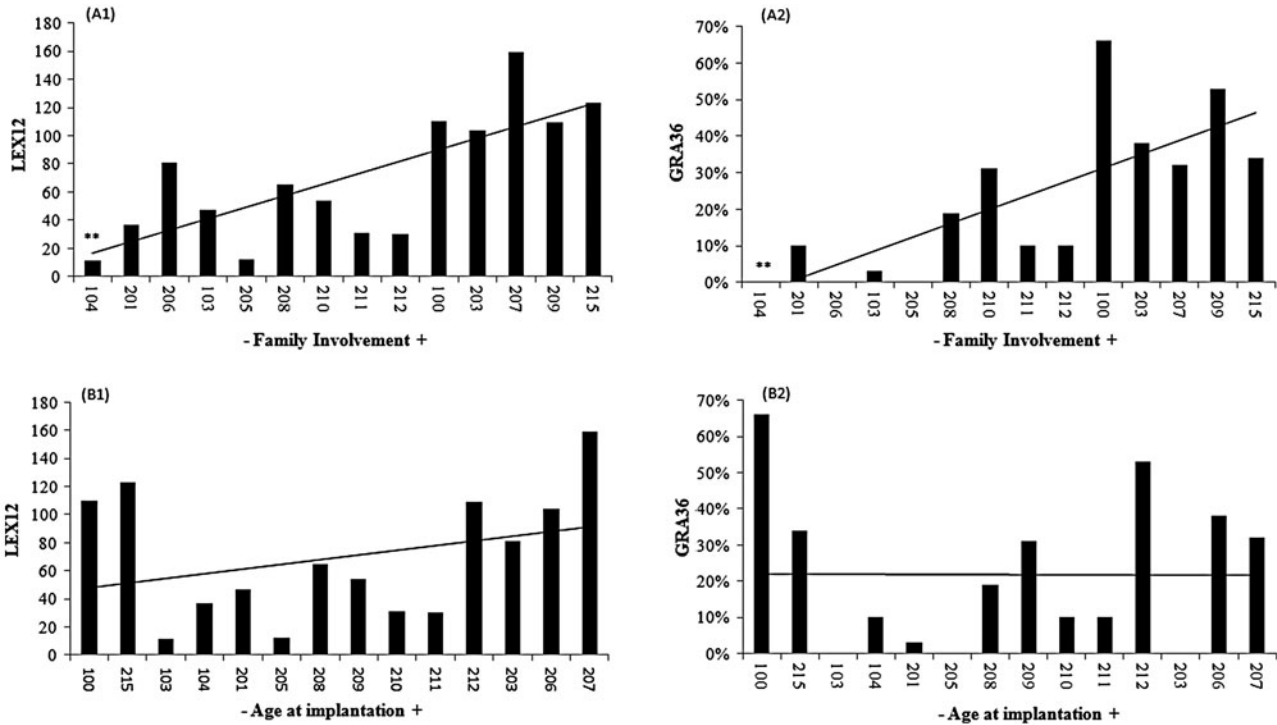 (A1)
LEX12
180
160
140
120
100
80
60
40
20
0
**
104 201 206 103 205 208 210 211 212 100 203 207 209 215
- Family Involvement +
(A2)
GRA36
70%
60%
50%
40%
30%
20%
10%
0%
**
104 201 206 103 205 208 210 211 212 100 203 207 209 215
- Family Involvement +
(B1)
LEX12
180
160
140
120
100
80
60
40
20
0
100 215 103 104 201 205 208 209 210 211 212 203 206 207
- Age at implantation +
(B2)
GRA36
70%
60%
50%
40%
30%
20%
10%
0%
100 215 103 104 201 205 208 209 210 211 212 203 206 207
- Age at implantation +